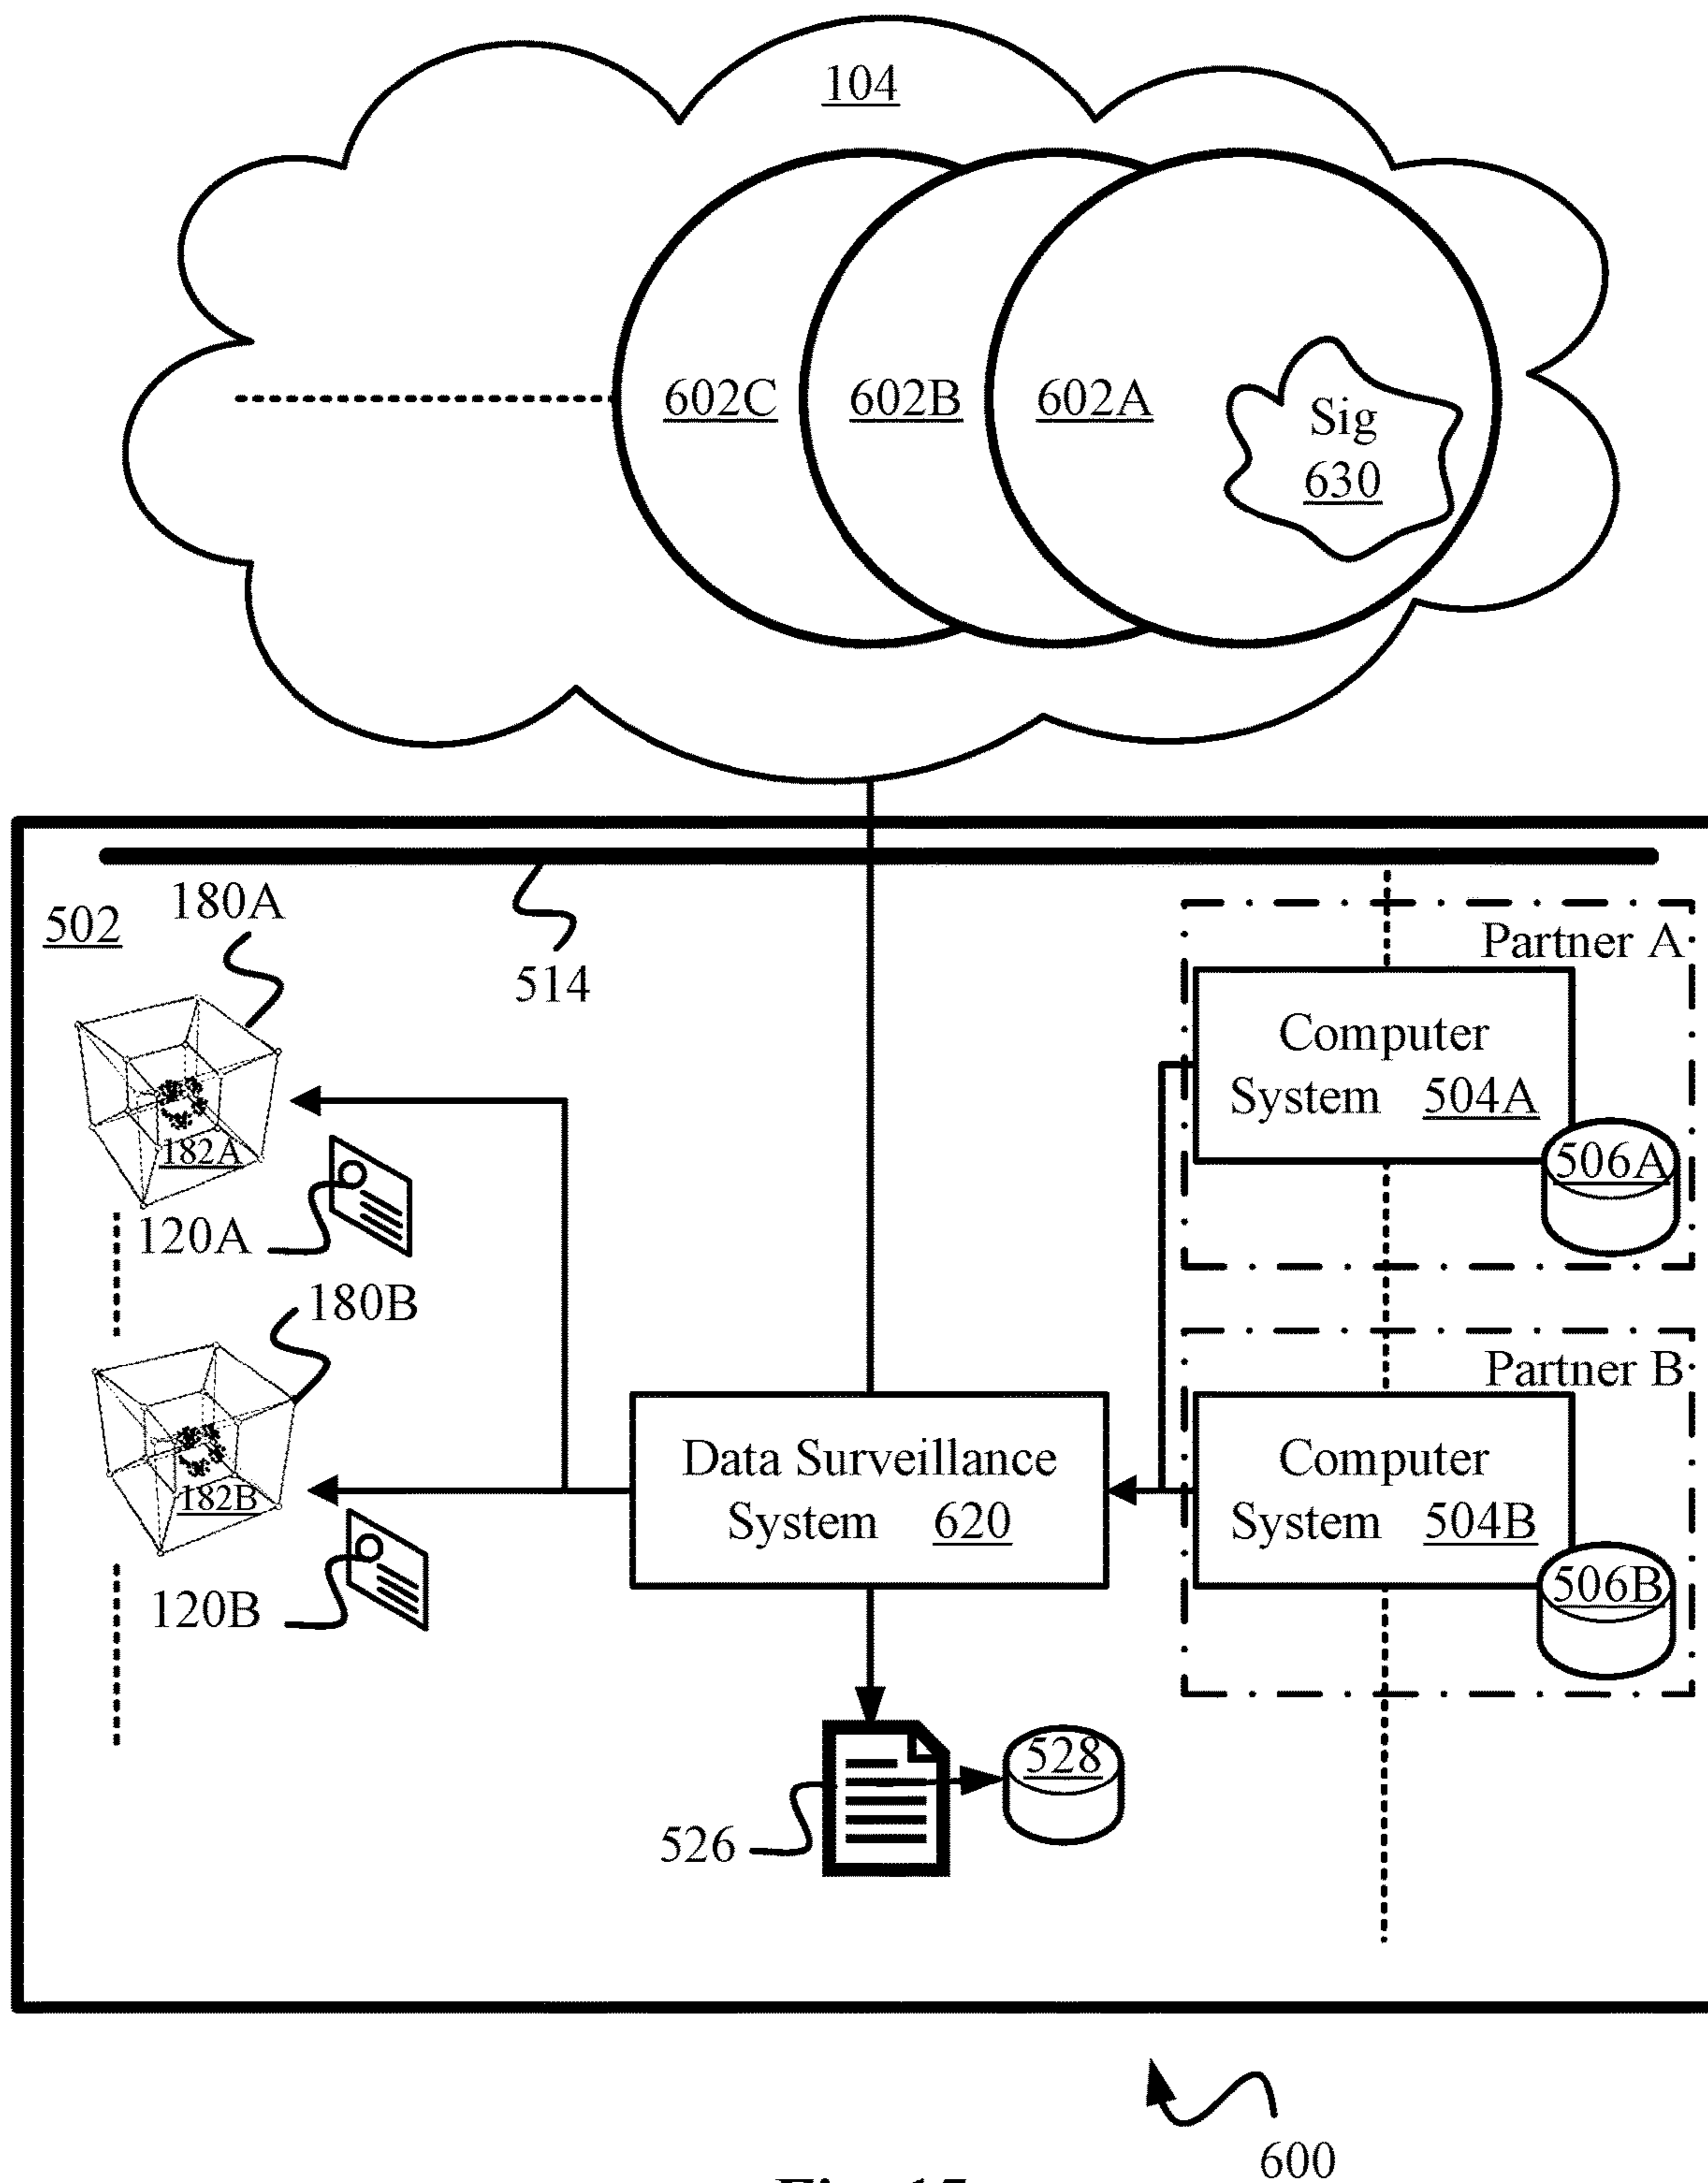 104
602C
602B
602A
Sig
630
502
180A
514
Partner A
Computer
System 504A
506A
182A
120A
180B
Partner B
Computer
System 504B
506B
Data Surveillance
System 620
182B
120B
528
526
600